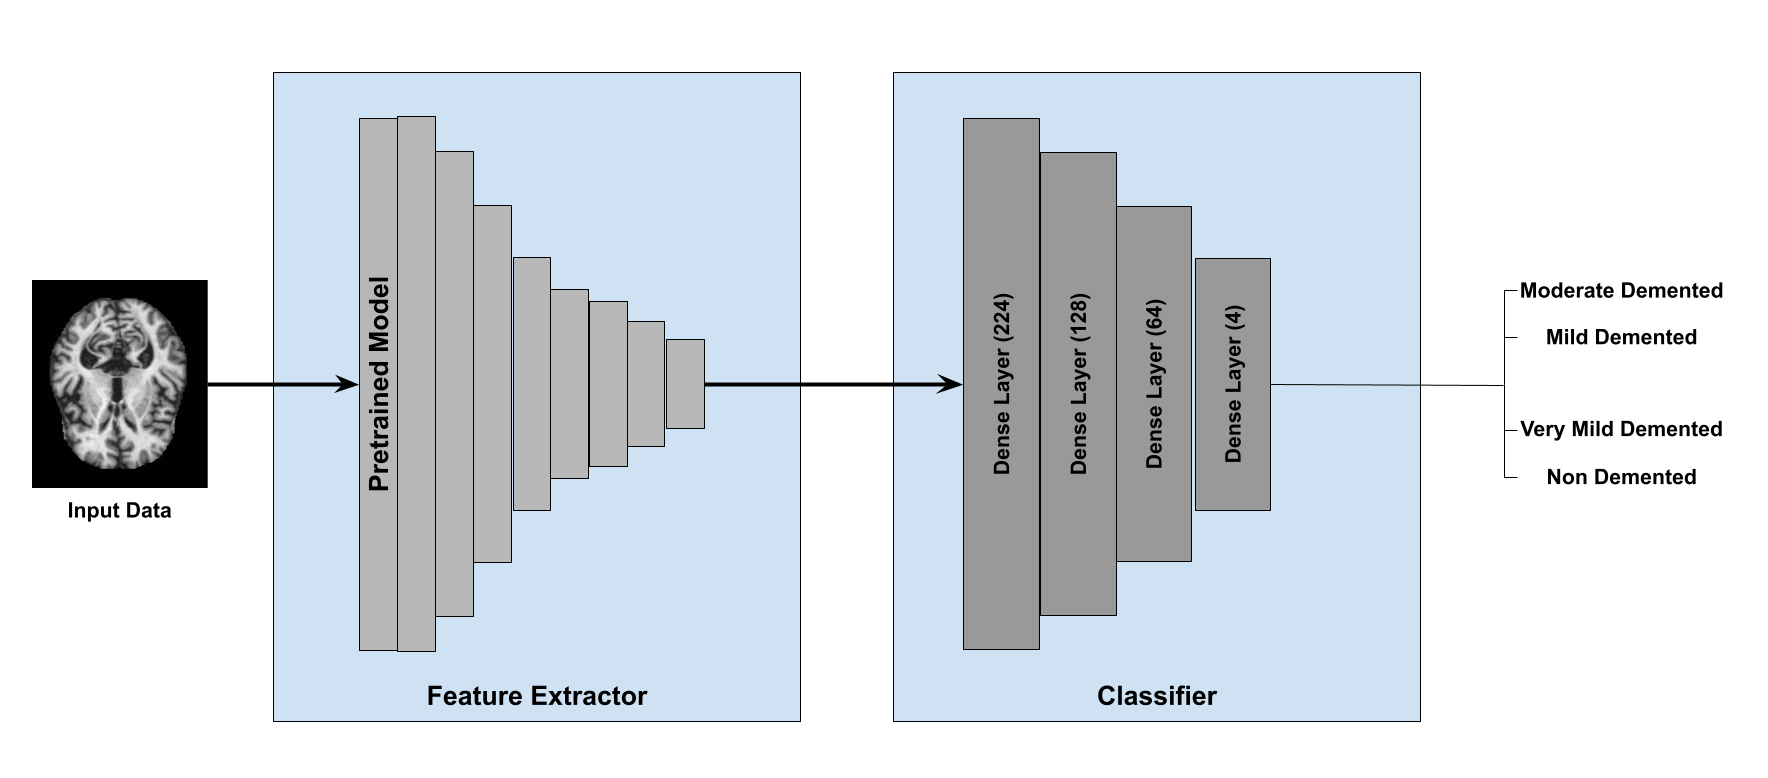 Input Data
Pretrained Model
Feature Extractor
Dense Layer (224)
Dense Layer (128)
Dense Layer (64)
Dense Layer (4)
Classifier
Moderate Demented
Mild Demented
Very Mild Demented
Non Demented